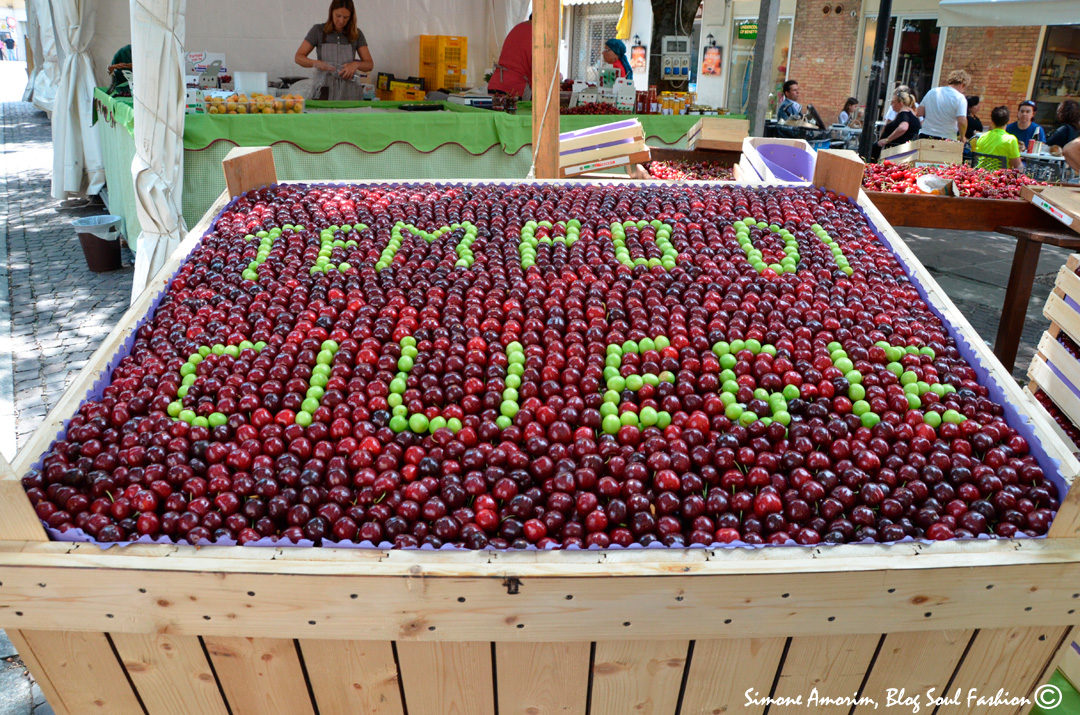 TEMPO DI
CILIEGIE
Simone Amorim, Blog Soul Fashion ©